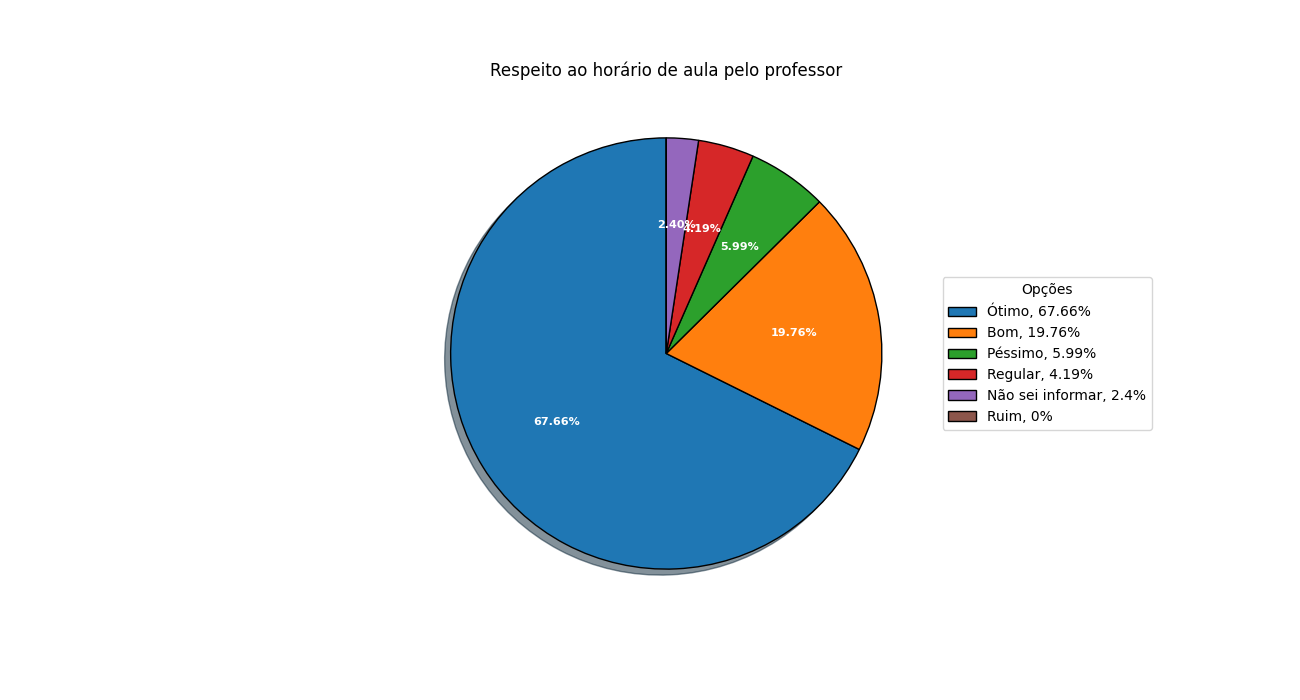 Respeito ao horário de aula pelo professor
2.40%
4.19%
5.99%
19.76%
67.66%
Opções
Ótimo, 67.66%
Bom, 19.76%
Péssimo, 5.99%
Regular, 4.19%
Não sei informar, 2.4%
Ruim, 0%